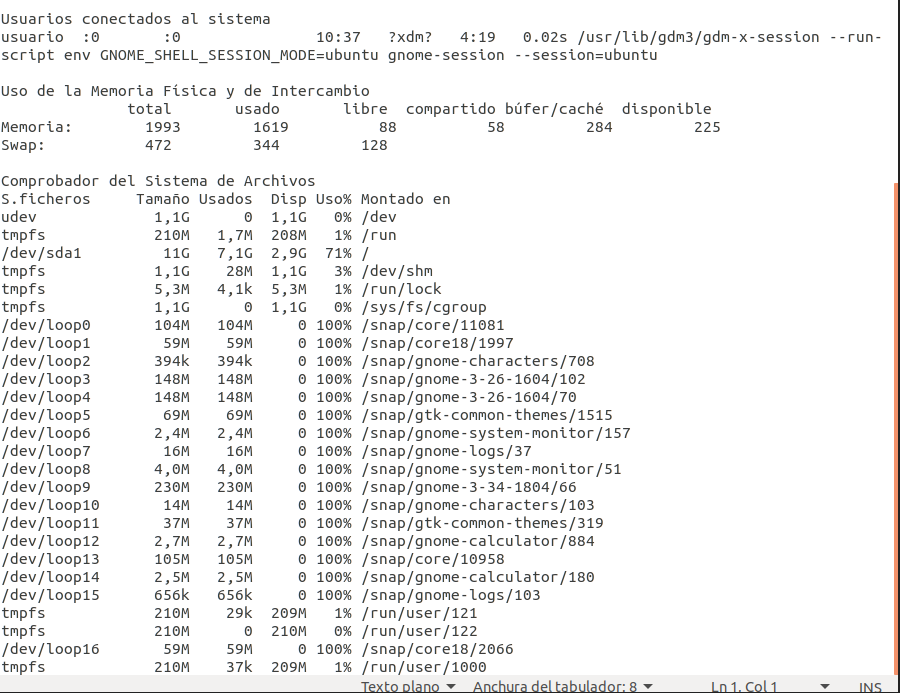 Usuarios conectados al sistema
usuario  :0       :0               10:37   ?xdm?   4:19   0.02s /usr/lib/gdm3/gdm-x-session --run-
script env GNOME_SHELL_SESSION_MODE=ubuntu gnome-session --session=ubuntu

Uso de la Memoria Física y de Intercambio
              total       usado       libre  compartido búfer/caché  disponible
Memoria:        1993        1619          88          58         284         225
Swap:           472         344         128

Comprobador del Sistema de Archivos
S.ficheros     Tamaño Usados  Disp Uso% Montado en
udev             1,1G      0  1,1G   0% /dev
tmpfs            210M   1,7M  208M   1% /run
/dev/sda1         11G   7,1G  2,9G  71% /
tmpfs            1,1G    28M  1,1G   3% /dev/shm
tmpfs            5,3M   4,1k  5,3M   1% /run/lock
tmpfs            1,1G      0  1,1G   0% /sys/fs/cgroup
/dev/loop0       104M   104M     0 100% /snap/core/11081
/dev/loop1        59M    59M     0 100% /snap/core18/1997
/dev/loop2       394k   394k     0 100% /snap/gnome-characters/708
/dev/loop3       148M   148M     0 100% /snap/gnome-3-26-1604/102
/dev/loop4       148M   148M     0 100% /snap/gnome-3-26-1604/70
/dev/loop5        69M    69M     0 100% /snap/gtk-common-themes/1515
/dev/loop6       2,4M   2,4M     0 100% /snap/gnome-system-monitor/157
/dev/loop7        16M    16M     0 100% /snap/gnome-logs/37
/dev/loop8       4,0M   4,0M     0 100% /snap/gnome-system-monitor/51
/dev/loop9       230M   230M     0 100% /snap/gnome-3-34-1804/66
/dev/loop10       14M    14M     0 100% /snap/gnome-characters/103
/dev/loop11       37M    37M     0 100% /snap/gtk-common-themes/319
/dev/loop12      2,7M   2,7M     0 100% /snap/gnome-calculator/884
/dev/loop13      105M   105M     0 100% /snap/core/10958
/dev/loop14      2,5M   2,5M     0 100% /snap/gnome-calculator/180
/dev/loop15      656k   656k     0 100% /snap/gnome-logs/103
tmpfs            210M    29k  209M   1% /run/user/121
tmpfs            210M      0  210M   0% /run/user/122
/dev/loop16       59M    59M     0 100% /snap/core18/2066
tmpfs            210M    37k  209M   1% /run/user/1000
Texto plano  Anchura del tabulador: 8  Ln 1, Col 1  INS